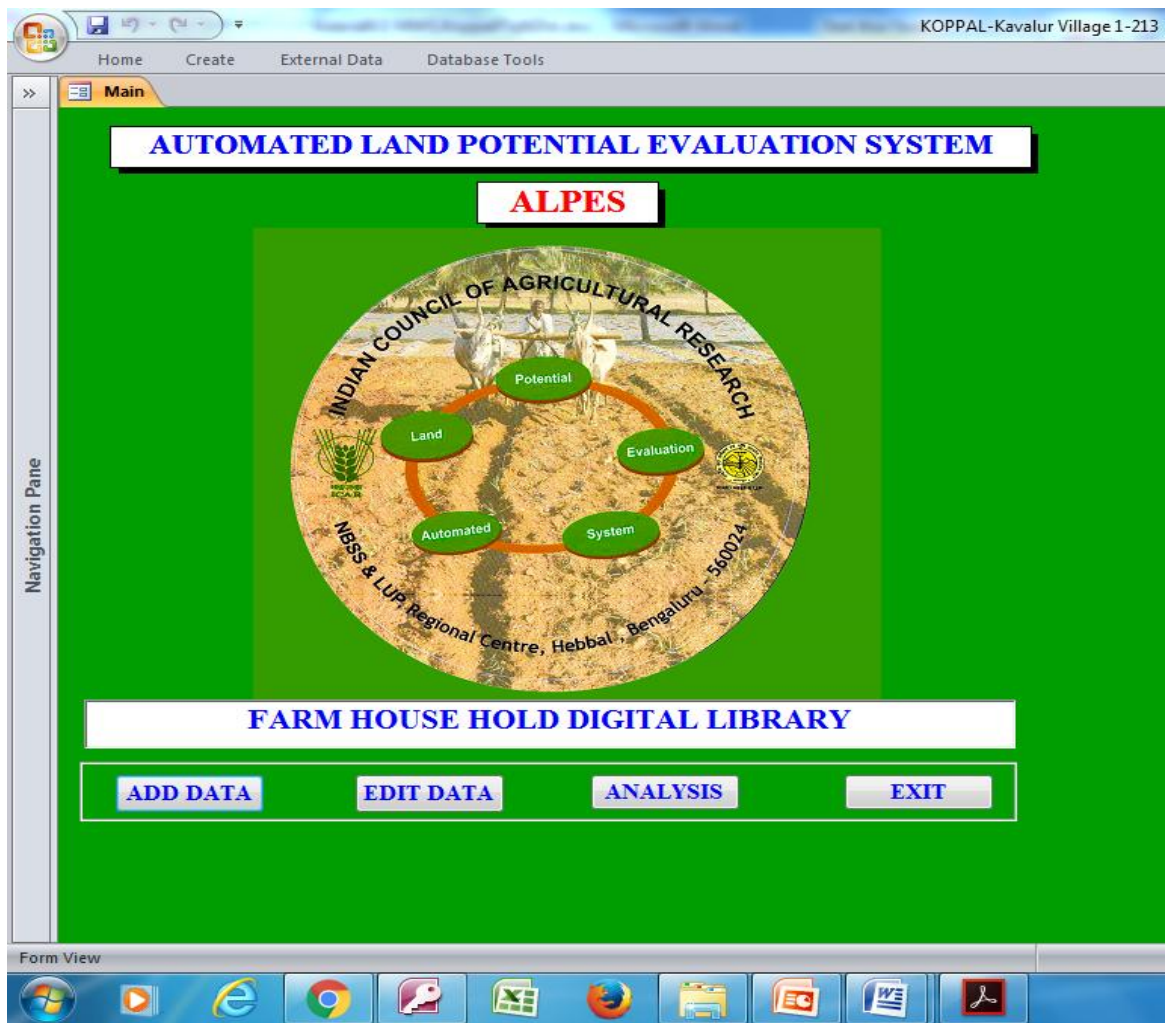 KOPPAL-Kavalur Village 1-213
Home Create External Data Database Tools
Main
AUTOMATED LAND POTENTIAL EVALUATION SYSTEM
ALPES
INDIAN COUNCIL OF AGRICULTURAL RESEARCH
Potential
Land
Evaluation
ICAR
Automated
System
NBSS & LUP, Regional Centre, Hebbal , Bengaluru - 560024
Navigation Pane
FARM HOUSE HOLD DIGITAL LIBRARY
ADD DATA EDIT DATA ANALYSIS EXIT
Form View